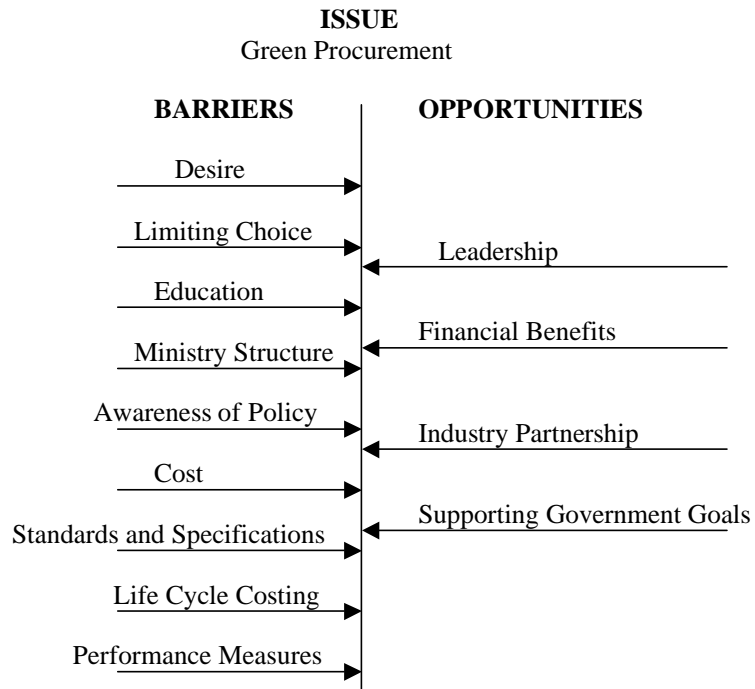 ISSUE
Green Procurement
BARRIERS
OPPORTUNITIES
Desire
Limiting Choice
Leadership
Education
Financial Benefits
Ministry Structure
Awareness of Policy
Industry Partnership
Cost
Supporting Government Goals
Standards and Specifications
Life Cycle Costing
Performance Measures